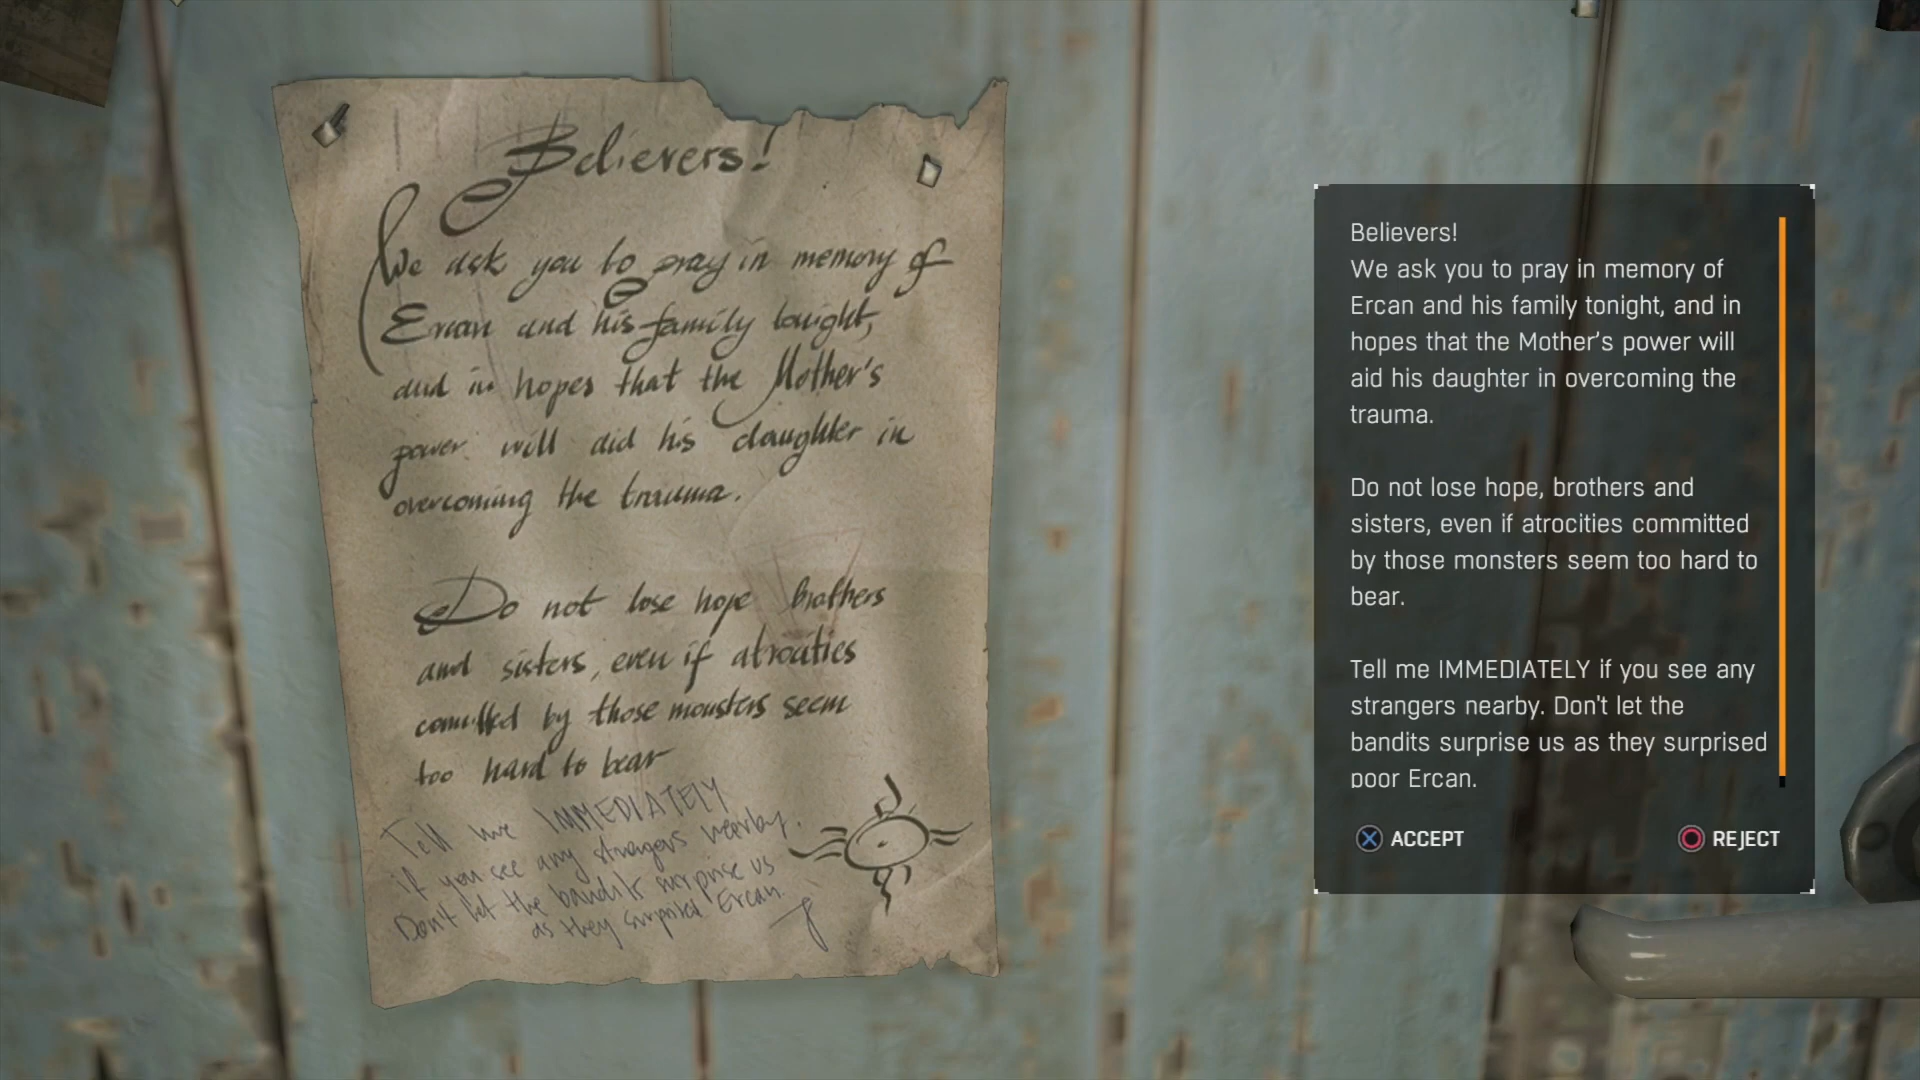 Believers!
We ask you to pray in memory of
Ercan and his family tonight,
and in hopes that the Mother's
power will aid his daughter in
overcoming the trauma.
Do not lose hope brothers
and sisters, even if atrocities
committed by those monsters seem
too hard to bear
Tell me IMMEDIATELY
if you see any strangers nearby.
Don't let the bandits surprise us
as they surprised Ercan.
Believers!
We ask you to pray in memory of
Ercan and his family tonight, and in
hopes that the Mother's power will
aid his daughter in overcoming the
trauma.
Do not lose hope, brothers and
sisters, even if atrocities committed
by those monsters seem too hard to
bear.
Tell me IMMEDIATELY if you see any
strangers nearby. Don't let the
bandits surprise us as they surprised
poor Ercan.
ACCEPT
REJECT